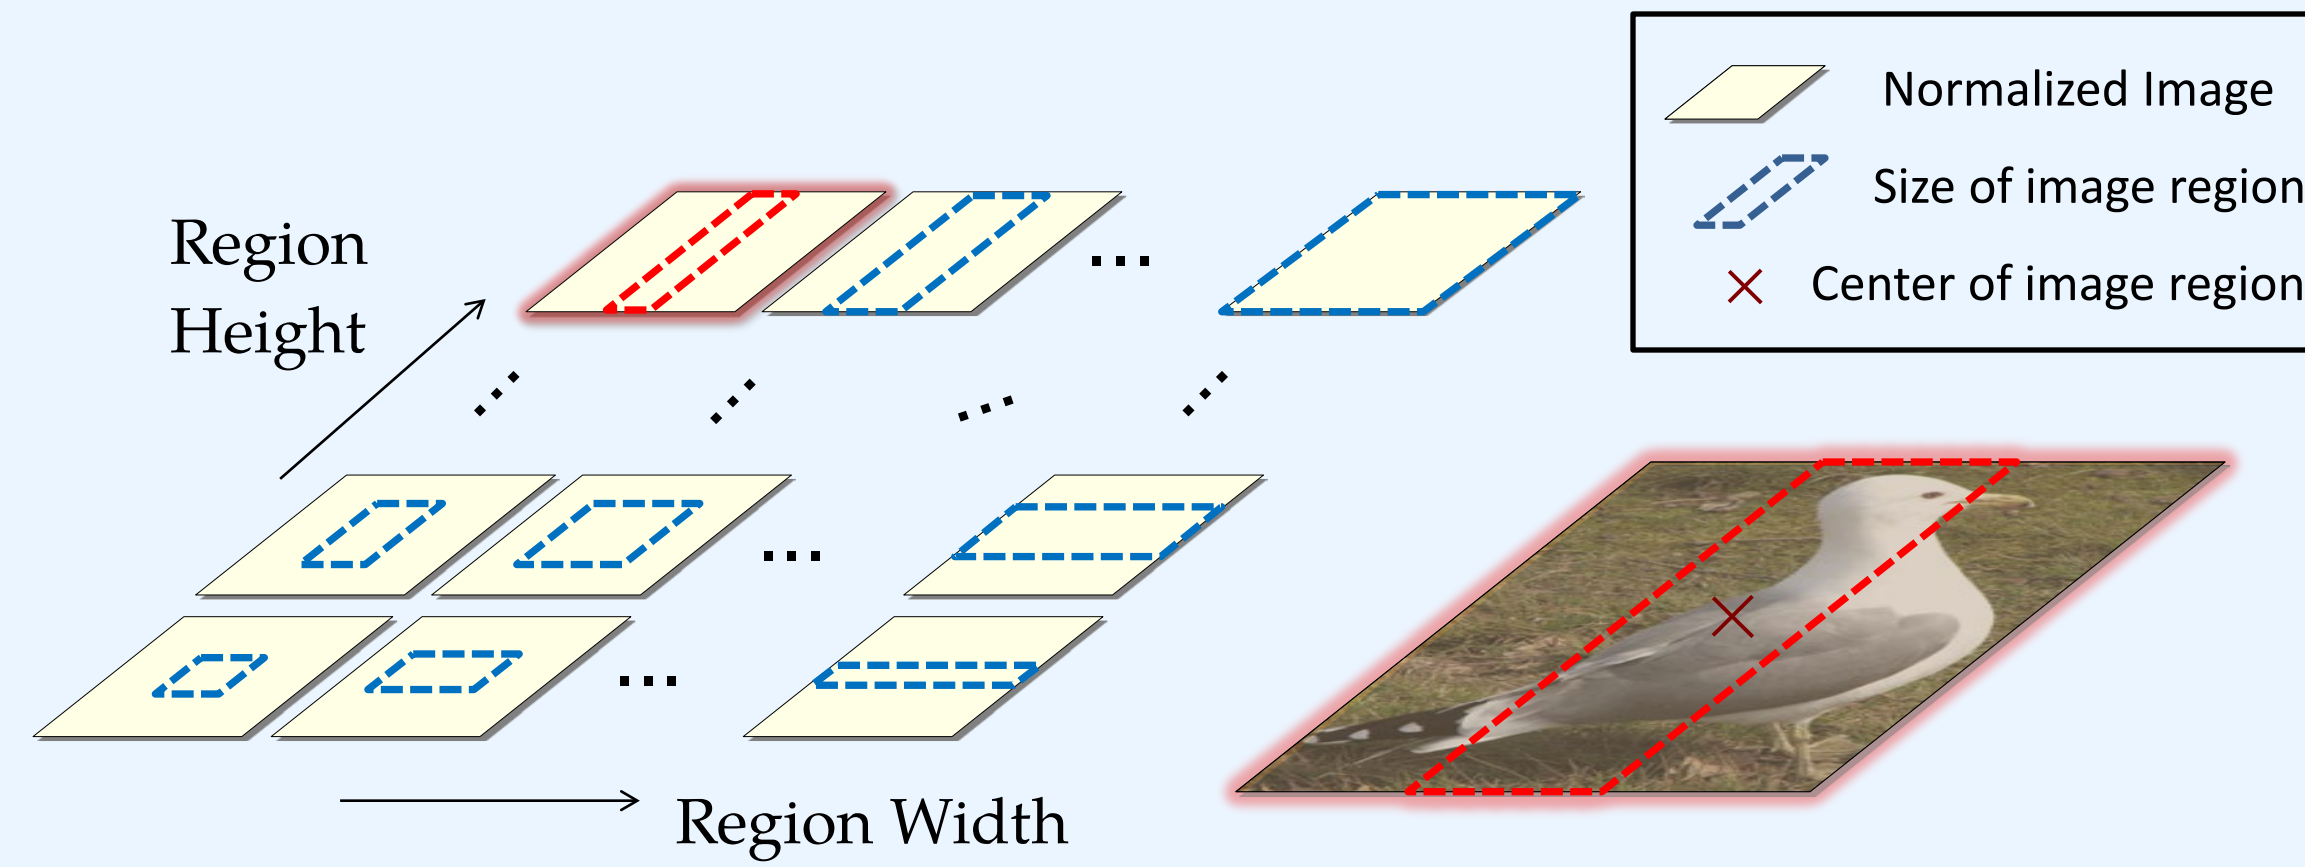 Region
Height
Region Width
Normalized Image
Size of image region
Center of image region